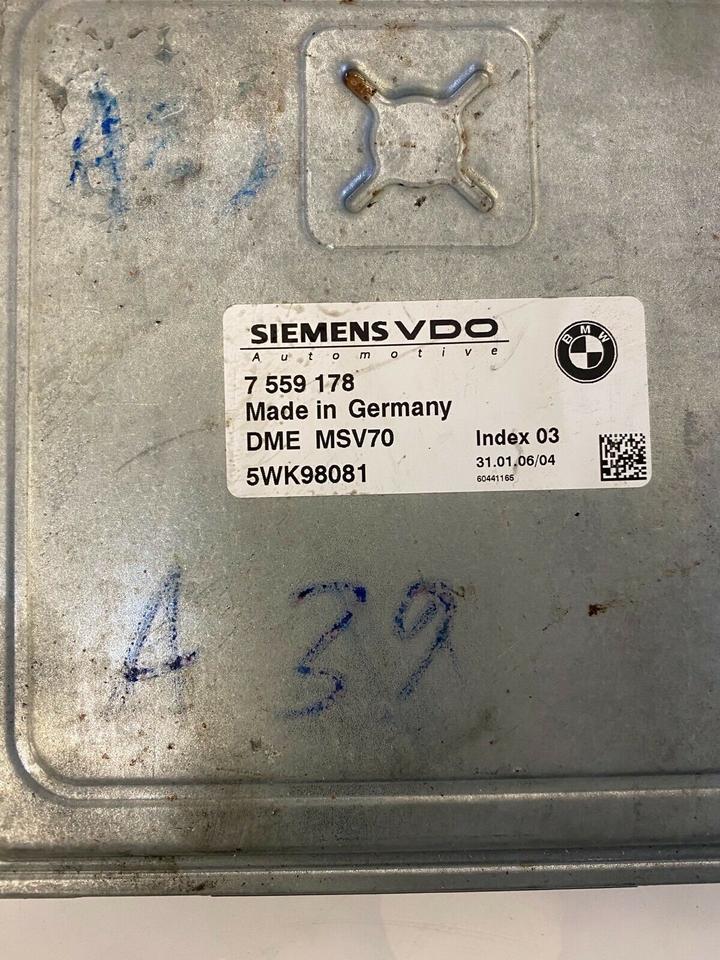 SIEMENS VDO
Automotive
BMW
7 559 178
Made in Germany
DME MSV70
Index 03
5WK98081
31.01.06/04
60441165
A 39